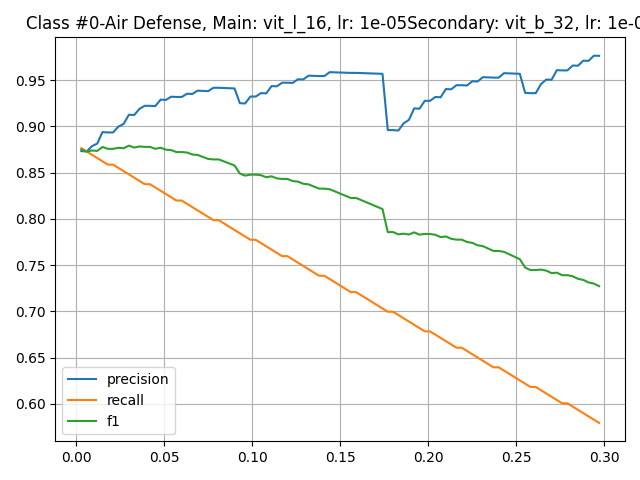 Class #0-Air Defense, Main: vit_l_16, lr: 1e-05Secondary: vit_b_32, lr: 1e-0
0.95
0.90
0.85
0.80
0.75
0.70
0.65
0.60
precision
recall
f1
0.00 0.05 0.10 0.15 0.20 0.25 0.30